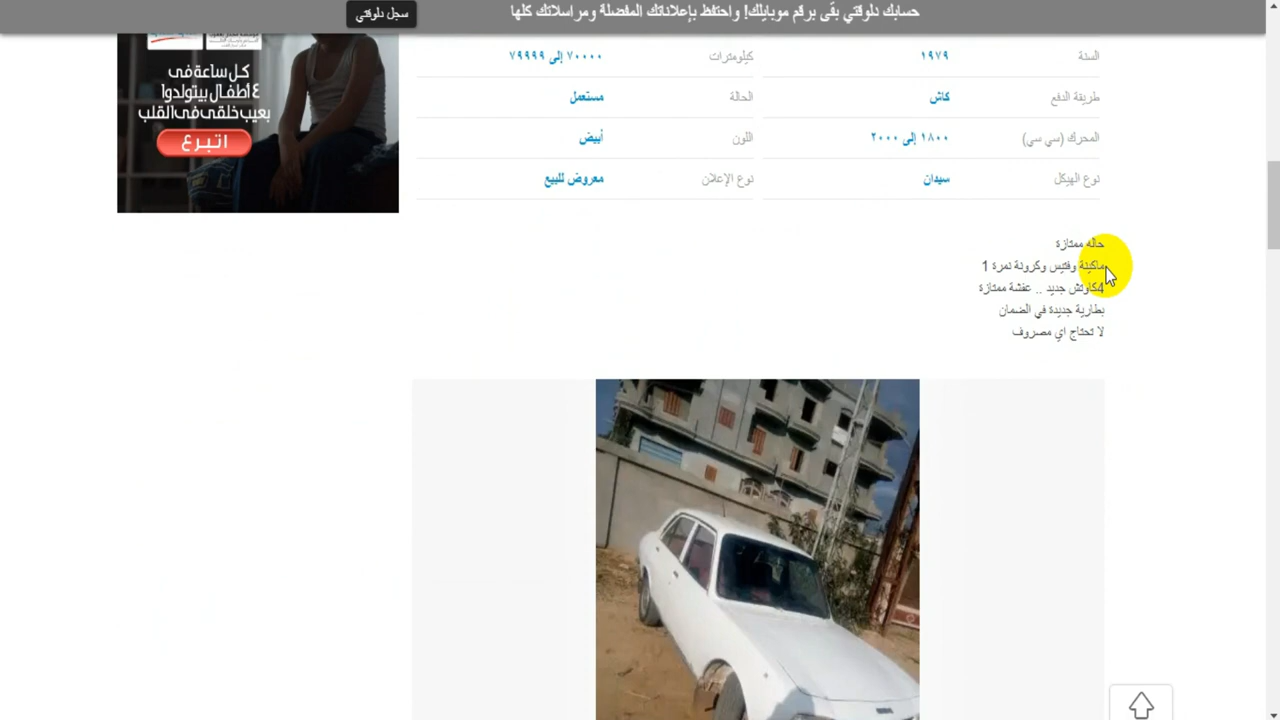 حسابك دلوقتي بقى برقم موبايلك! واحتفظ بإعلاناتك المفضلة ومراسلاتك كلها
سجل دلوقتي
السنة ١٩٧٩
كيلومترات ٧٠٠٠٠ إلى ٧٩٩٩٩
طريقة الدفع كاش
الحالة مستعمل
المحرك (سي سي) ١٨٠٠ إلى ٢٠٠٠
اللون أبيض
نوع الهيكل سيدان
نوع الإعلان معروض للبيع
حاله ممتازة
ماكينة وفتيس وكرونة نمرة 1
4كاوتش جديد .. عفشة ممتازة
بطارية جديدة في الضمان
لا تحتاج اي مصروف
كل ساعة فى
٤ أطفال بيتولدوا
بعيب خلقى فى القلب
اتبرع